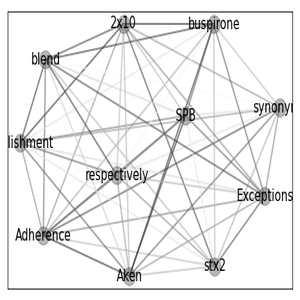 2x10
buspirone
blend
synonyr
SPB
lishment
respectively
Exceptions
Adherence
Aken
stx2